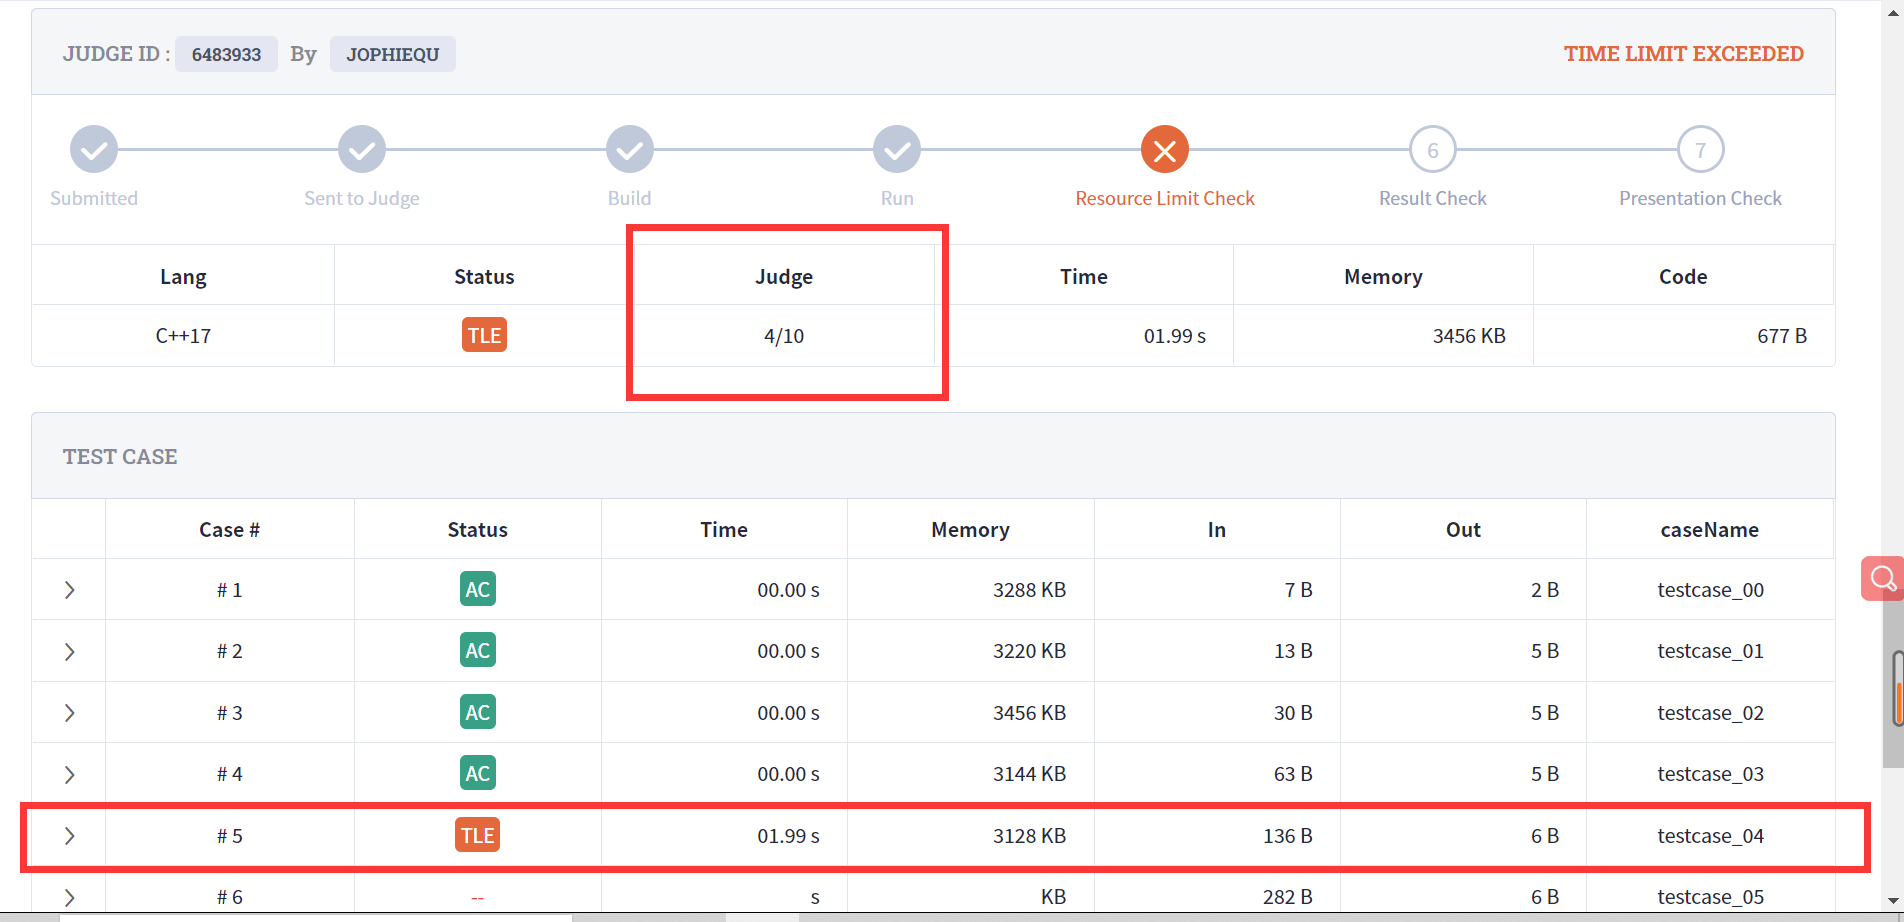 JUDGE ID : 6483933 By JOPHIEQU TIME LIMIT EXCEEDED
Submitted Sent to Judge Build Run Resource Limit Check 6 Result Check 7 Presentation Check
Lang Status Judge Time Memory Code
C++17 TLE 4/10 01.99 s 3456 KB 677 B
TEST CASE
Case # Status Time Memory In Out caseName
# 1 AC 00.00 s 3288 KB 7 B 2 B testcase_00
# 2 AC 00.00 s 3220 KB 13 B 5 B testcase_01
# 3 AC 00.00 s 3456 KB 30 B 5 B testcase_02
# 4 AC 00.00 s 3144 KB 63 B 5 B testcase_03
# 5 TLE 01.99 s 3128 KB 136 B 6 B testcase_04
# 6 -- s KB 282 B 6 B testcase_05